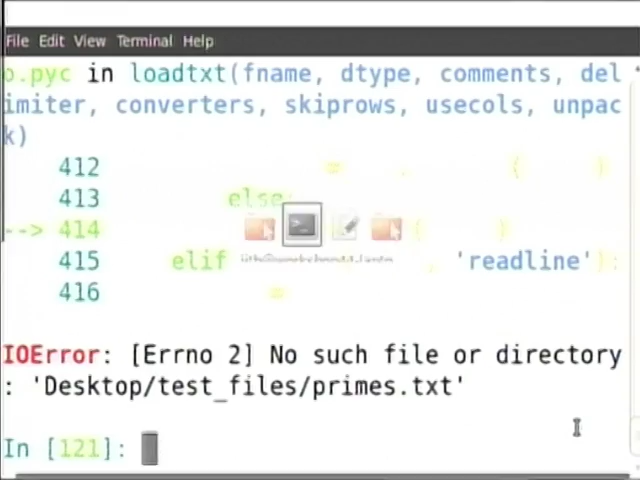 File Edit View Terminal Help
o.pyc in loadtxt(fname, dtype, comments, del
imiter, converters, skiprows, usecols, unpac
k)
412 = . ( )
413 else:
--> 414 ( )
415 elif , 'readline'):
416 =
IOError: [Errno 2] No such file or directory
: 'Desktop/test_files/primes.txt'
In [121]: